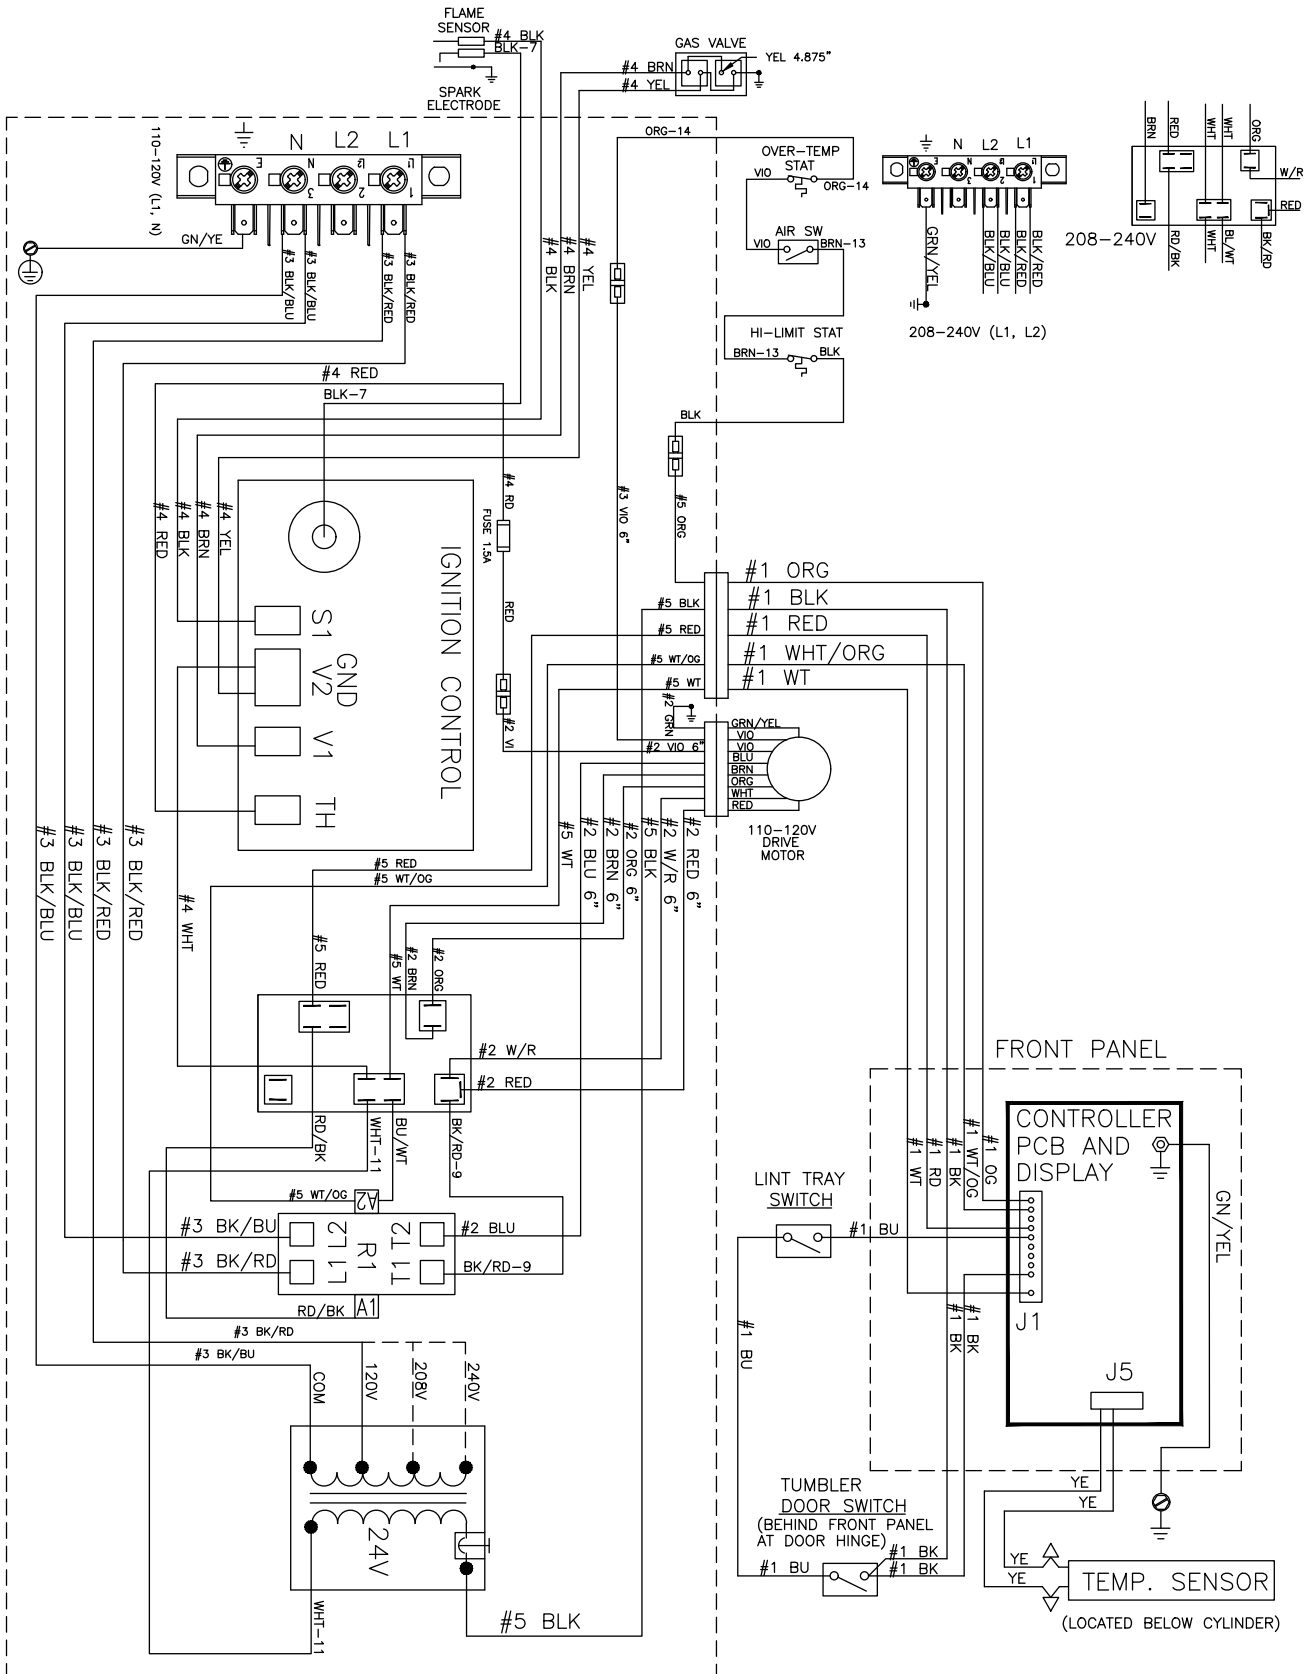 FLAME
SENSOR
#4 BLK
BLK-7
SPARK
ELECTRODE
GAS VALVE
YEL 4.875"
#4 BRN
#4 YEL
110-120V (L1, N)
N
L2
L1
E
N
L2
L1
3
2
1
GN/YE
#3 BLK/BLU
#3 BLK/BLU
#3 BLK/RED
#3 BLK/RED
#4 BLK
#4 BRN
#4 YEL
ORG-14
OVER-TEMP
STAT
VIO
ORG-14
AIR SW
VIO
BRN-13
HI-LIMIT STAT
BRN-13
BLK
BLK
N
L2
L1
E
N
L2
L1
3
2
1
GRN/YEL
BLK/BLU
BLK/BLU
BLK/RED
BLK/RED
208-240V (L1, L2)
BRN
RED
WHT
WHT
ORG
W/R
RED
208-240V
RD/BK
WHT
BL/WT
BK/RD
#4 RED
BLK-7
#4 RED
#4 BLK
#4 BRN
#4 YEL
#4 RD
FUSE 1.5A
RED
#2 VI
#3 VIO 6"
#5 ORG
IGNITION CONTROL
S1
GND
V2
V1
TH
#5 BLK
#5 RED
#5 WT/OG
#5 WT
#1 ORG
#1 BLK
#1 RED
#1 WHT/ORG
#1 WT
#2 GRN
#2 VIO 6"
GRN/YEL
VIO
VIO
BLU
BRN
ORG
WHT
RED
110-120V
DRIVE
MOTOR
#3 BLK/BLU
#3 BLK/BLU
#3 BLK/RED
#3 BLK/RED
#4 WHT
#5 RED
#5 WT/OG
#5 WT
#2 BLU 6"
#2 BRN 6"
#2 ORG 6"
#5 BLK
#2 W/R 6"
#2 RED 6"
#5 RED
#5 WT
#2 BRN
#2 ORG
#2 W/R
#2 RED
RD/BK
WHT-11
BU/WT
BK/RD-9
#5 WT/OG
A2
#3 BK/BU
L2
T2
#2 BLU
R1
#3 BK/RD
L1
T1
BK/RD-9
RD/BK
A1
#3 BK/RD
#3 BK/BU
COM
120V
208V
240V
24V
WHT-11
#5 BLK
FRONT PANEL
CONTROLLER
PCB AND
DISPLAY
#1 WT
#1 RD
#1 BK
#1 WT/OG
#1 OG
GN/YEL
LINT TRAY
SWITCH
#1 BU
#1 BU
#1 BK
#1 BK
J1
J5
YE
YE
TUMBLER
DOOR SWITCH
(BEHIND FRONT PANEL
AT DOOR HINGE)
#1 BU
#1 BK
#1 BK
YE
YE
TEMP. SENSOR
(LOCATED BELOW CYLINDER)